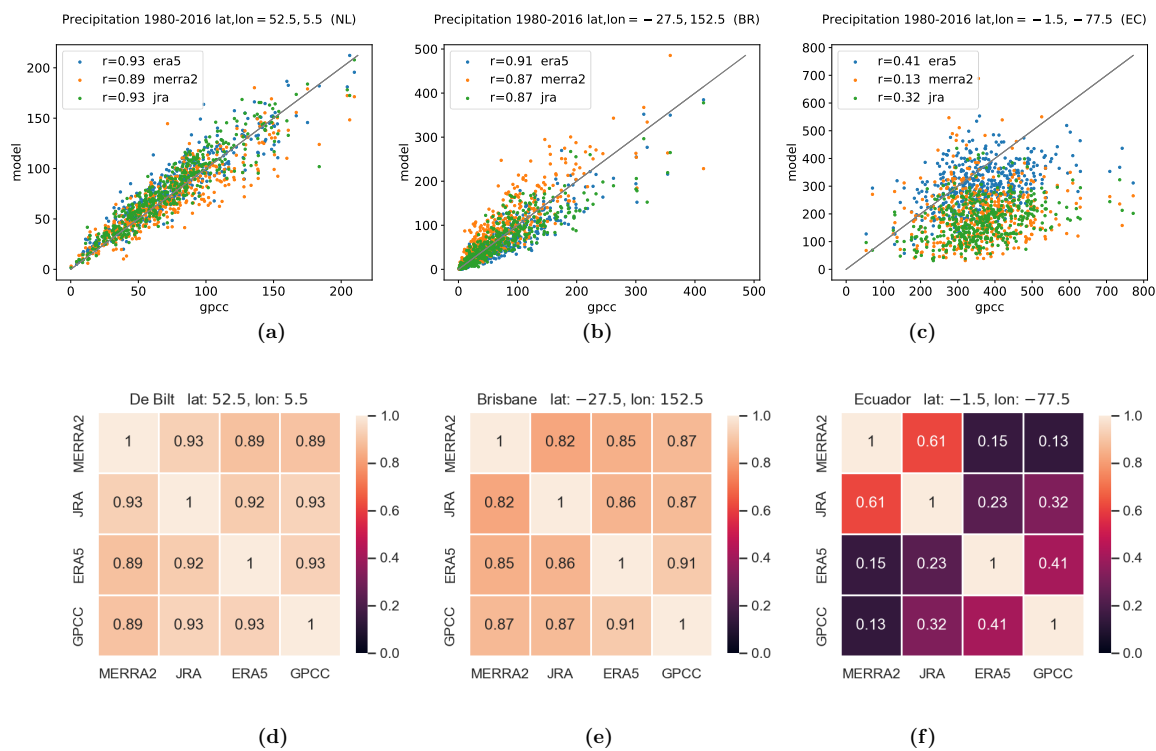 Precipitation 1980-2016 lat,lon = 52.5, 5.5 (NL)
r=0.93 era5
r=0.89 merra2
r=0.93 jra
200
150
100
50
0
model
0 50 100 150 200
gpcc
(a)
Precipitation 1980-2016 lat,lon = −27.5, 152.5 (BR)
r=0.91 era5
r=0.87 merra2
r=0.87 jra
500
400
300
200
100
0
model
0 100 200 300 400 500
gpcc
(b)
Precipitation 1980-2016 lat,lon = −1.5, −77.5 (EC)
r=0.41 era5
r=0.13 merra2
r=0.32 jra
800
700
600
500
400
300
200
100
0
model
0 100 200 300 400 500 600 700 800
gpcc
(c)
De Bilt lat: 52.5, lon: 5.5
MERRA2 1 0.93 0.89 0.89
JRA 0.93 1 0.92 0.93
ERA5 0.89 0.92 1 0.93
GPCC 0.89 0.93 0.93 1
MERRA2 JRA ERA5 GPCC
1.0
0.8
0.6
0.4
0.2
0.0
(d)
Brisbane lat: −27.5, lon: 152.5
MERRA2 1 0.82 0.85 0.87
JRA 0.82 1 0.86 0.87
ERA5 0.85 0.86 1 0.91
GPCC 0.87 0.87 0.91 1
MERRA2 JRA ERA5 GPCC
1.0
0.8
0.6
0.4
0.2
0.0
(e)
Ecuador lat: −1.5, lon: −77.5
MERRA2 1 0.61 0.15 0.13
JRA 0.61 1 0.23 0.32
ERA5 0.15 0.23 1 0.41
GPCC 0.13 0.32 0.41 1
MERRA2 JRA ERA5 GPCC
1.0
0.8
0.6
0.4
0.2
0.0
(f)